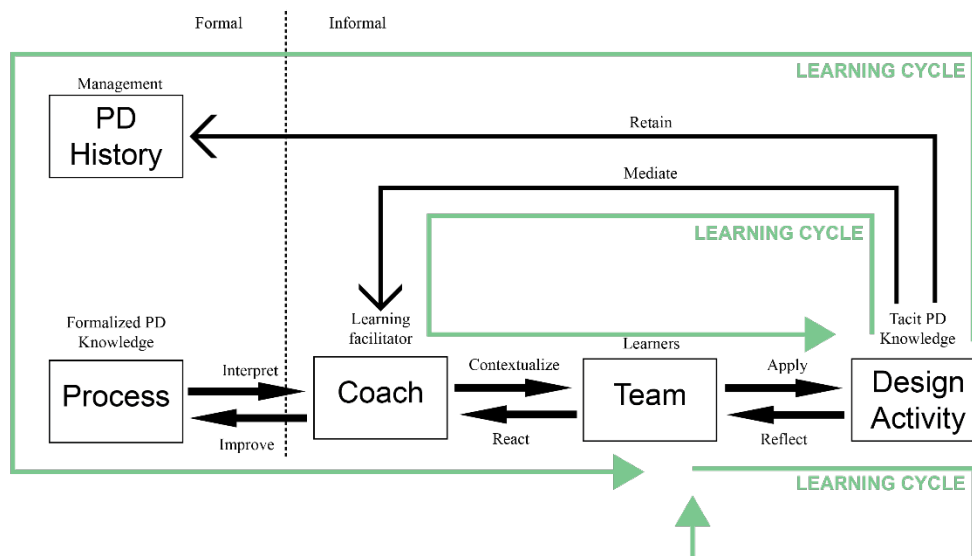 Formal
Informal
LEARNING CYCLE
Management
PD
History
Retain
Mediate
LEARNING CYCLE
Formalized PD
Knowledge
Learning
facilitator
Learners
Tacit PD
Knowledge
Process
Interpret
Improve
Coach
Contextualize
React
Team
Apply
Reflect
Design
Activity
LEARNING CYCLE